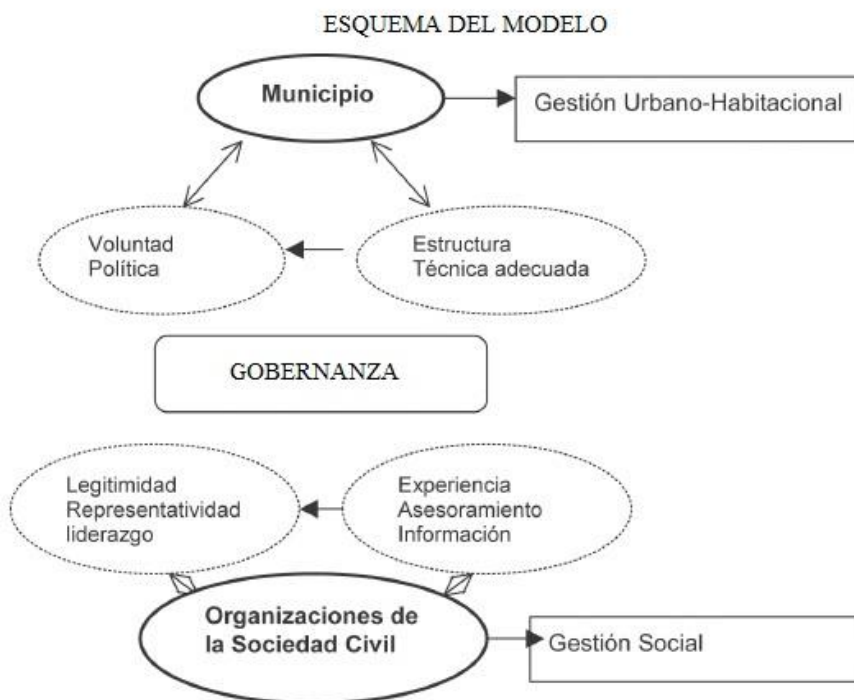 ESQUEMA DEL MODELO
Municipio
Gestión Urbano-Habitacional
Voluntad
Política
Estructura
Técnica adecuada
GOBERNANZA
Legitimidad
Representatividad
liderazgo
Experiencia
Asesoramiento
Información
Organizaciones de
la Sociedad Civil
Gestión Social